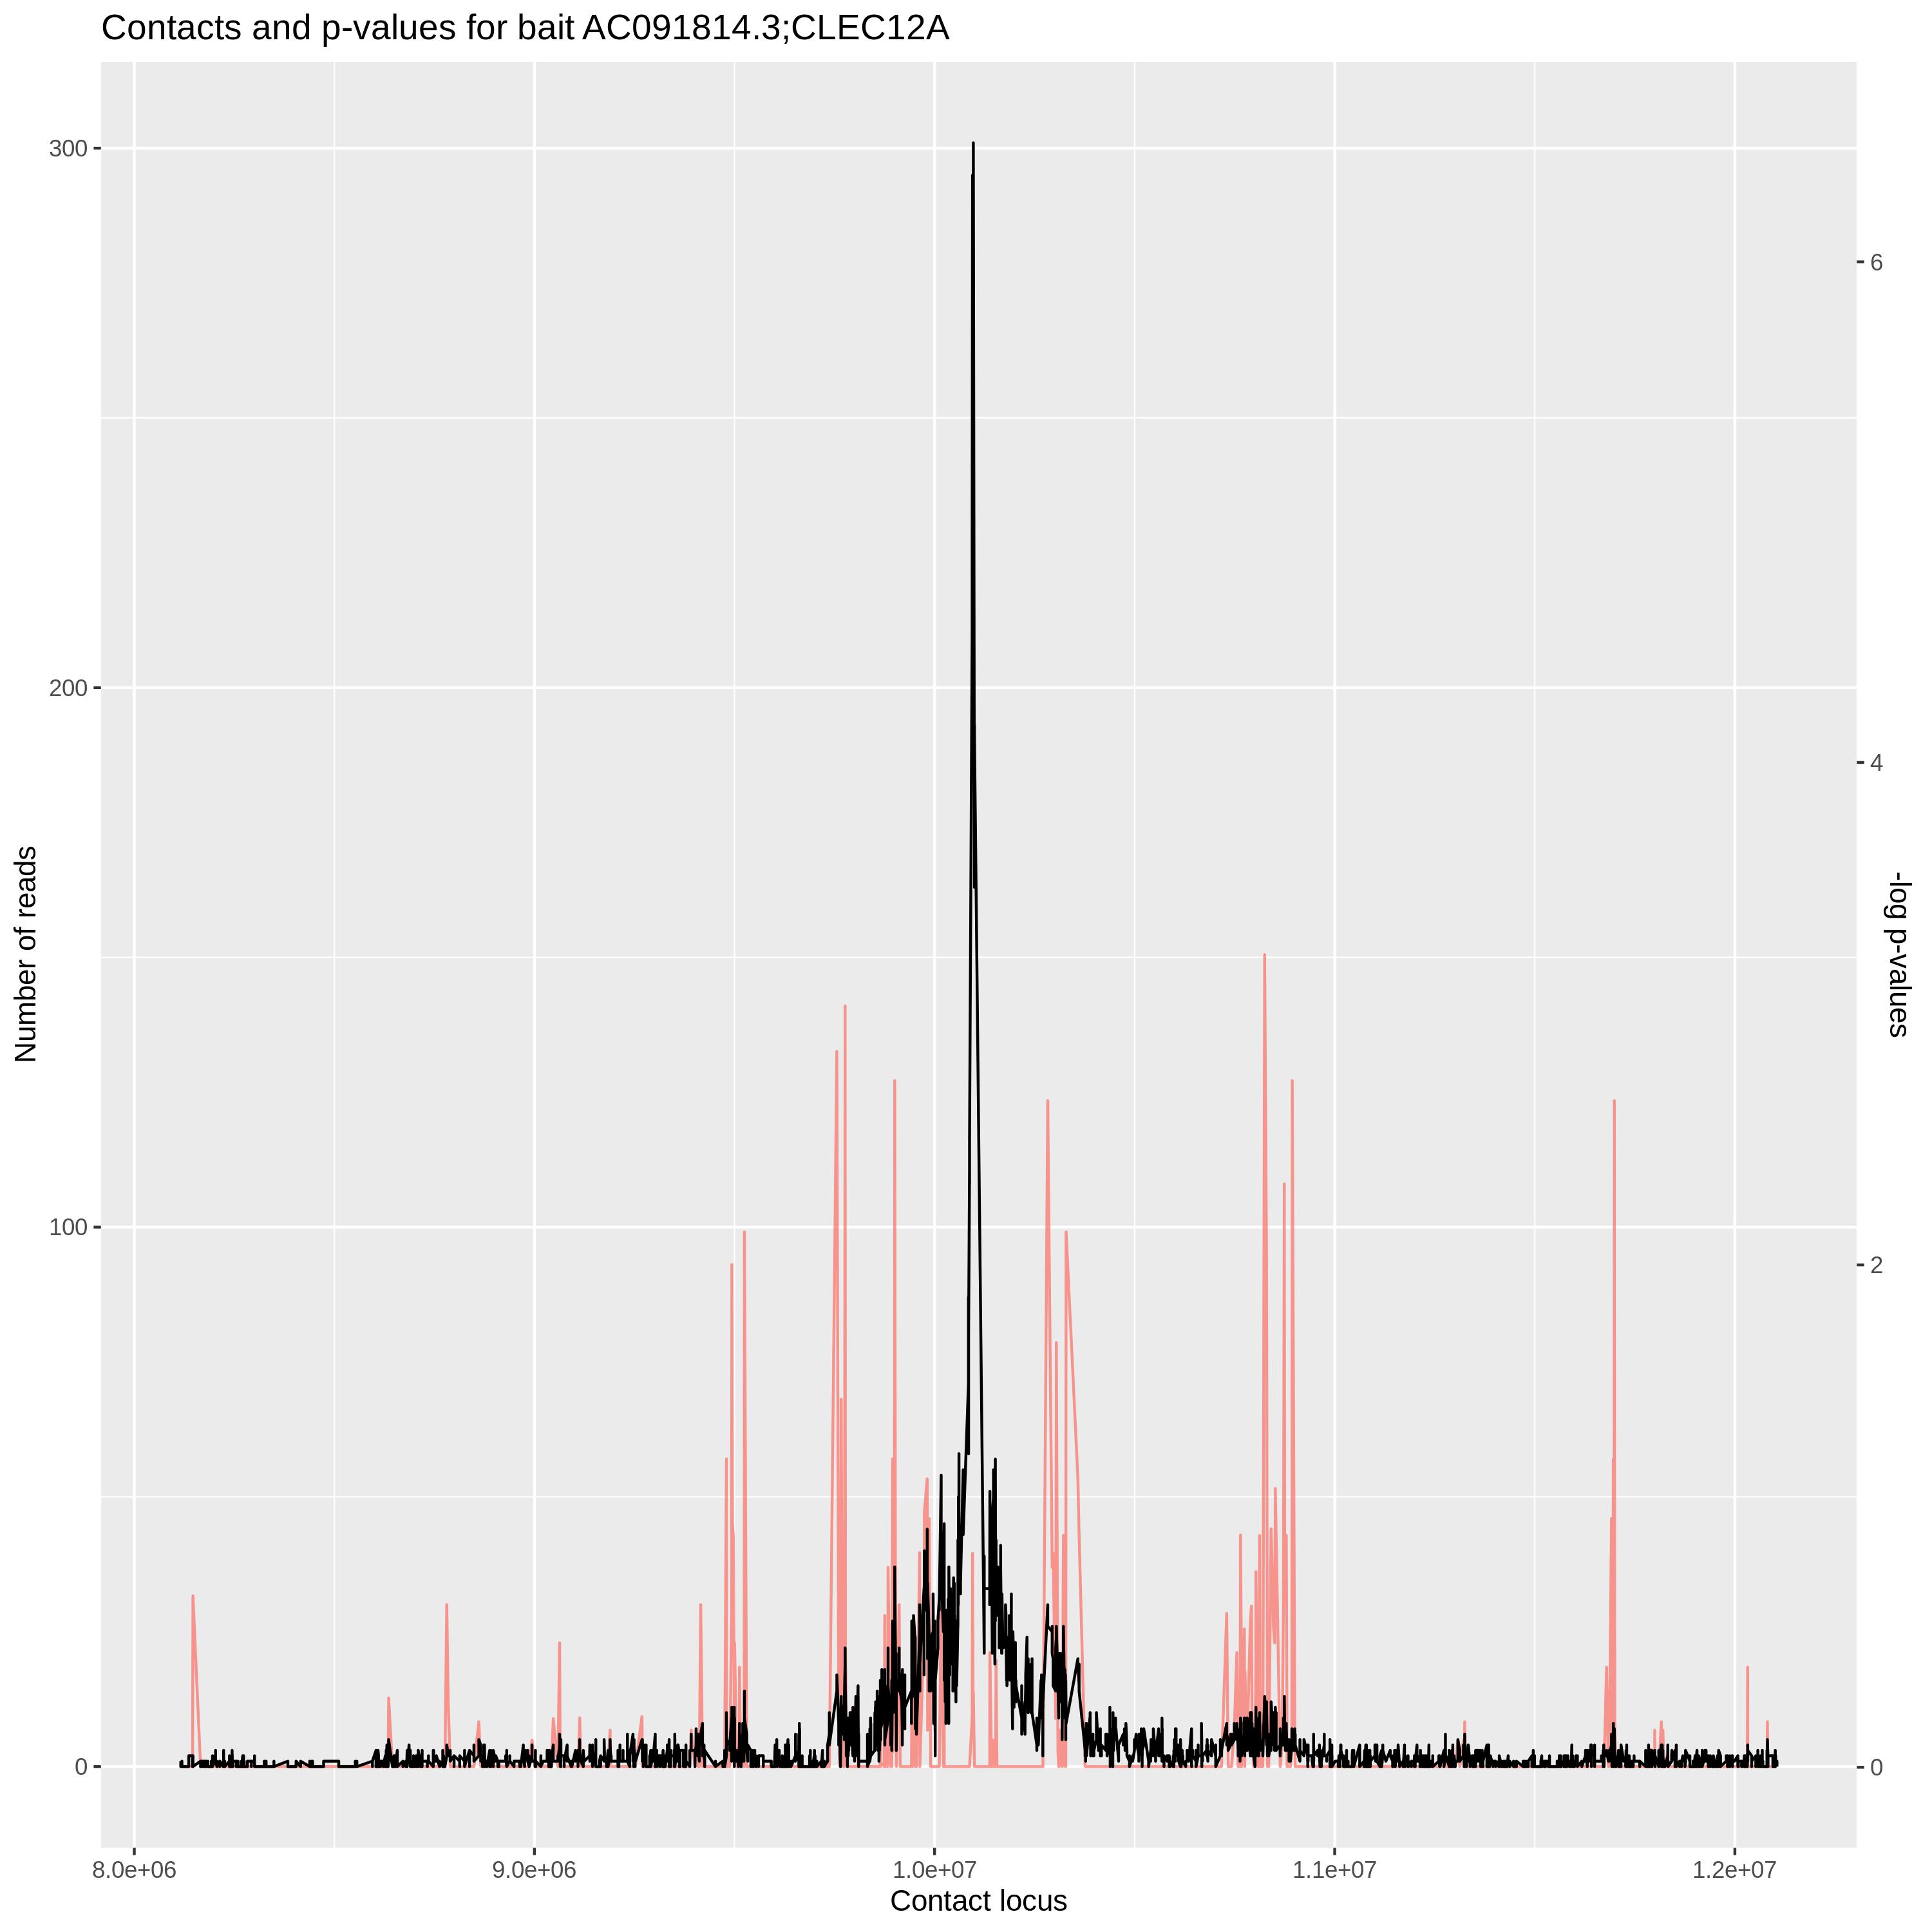 Contacts and p-values for bait AC091814.3;CLEC12A
300
200
100
0
Number of reads
6
4
2
0
-log p-values
8.0e+06
9.0e+06
1.0e+07
1.1e+07
1.2e+07
Contact locus